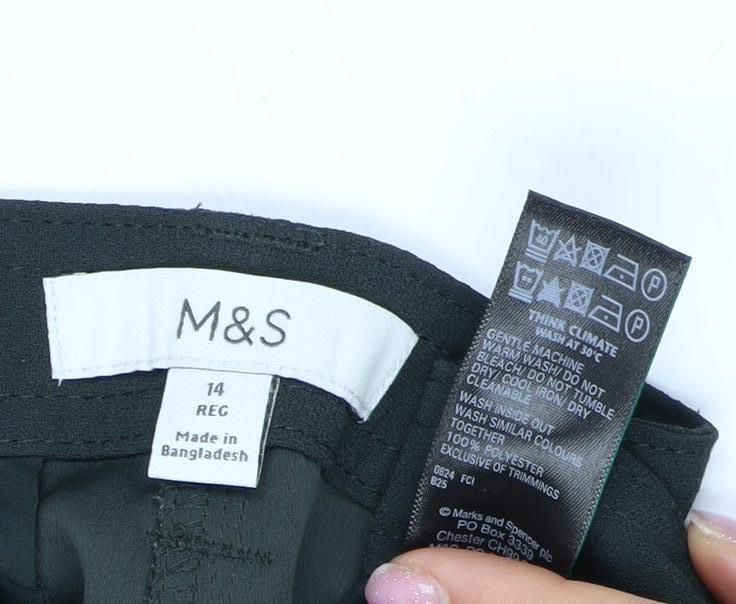 M&S
14
REG
Made in
Bangladesh
40
P
P
THINK CLIMATE
WASH AT 30°C
GENTLE MACHINE
WARM WASH/ DO NOT
BLEACH/ DO NOT TUMBLE
DRY/ COOL IRON/ DRY
CLEANABLE
WASH INSIDE OUT
WASH SIMILAR COLOURS
TOGETHER
100% POLYESTER
EXCLUSIVE OF TRIMMINGS
0824 FCI
B25
© Marks and Spencer plc
PO Box 3339
Chester